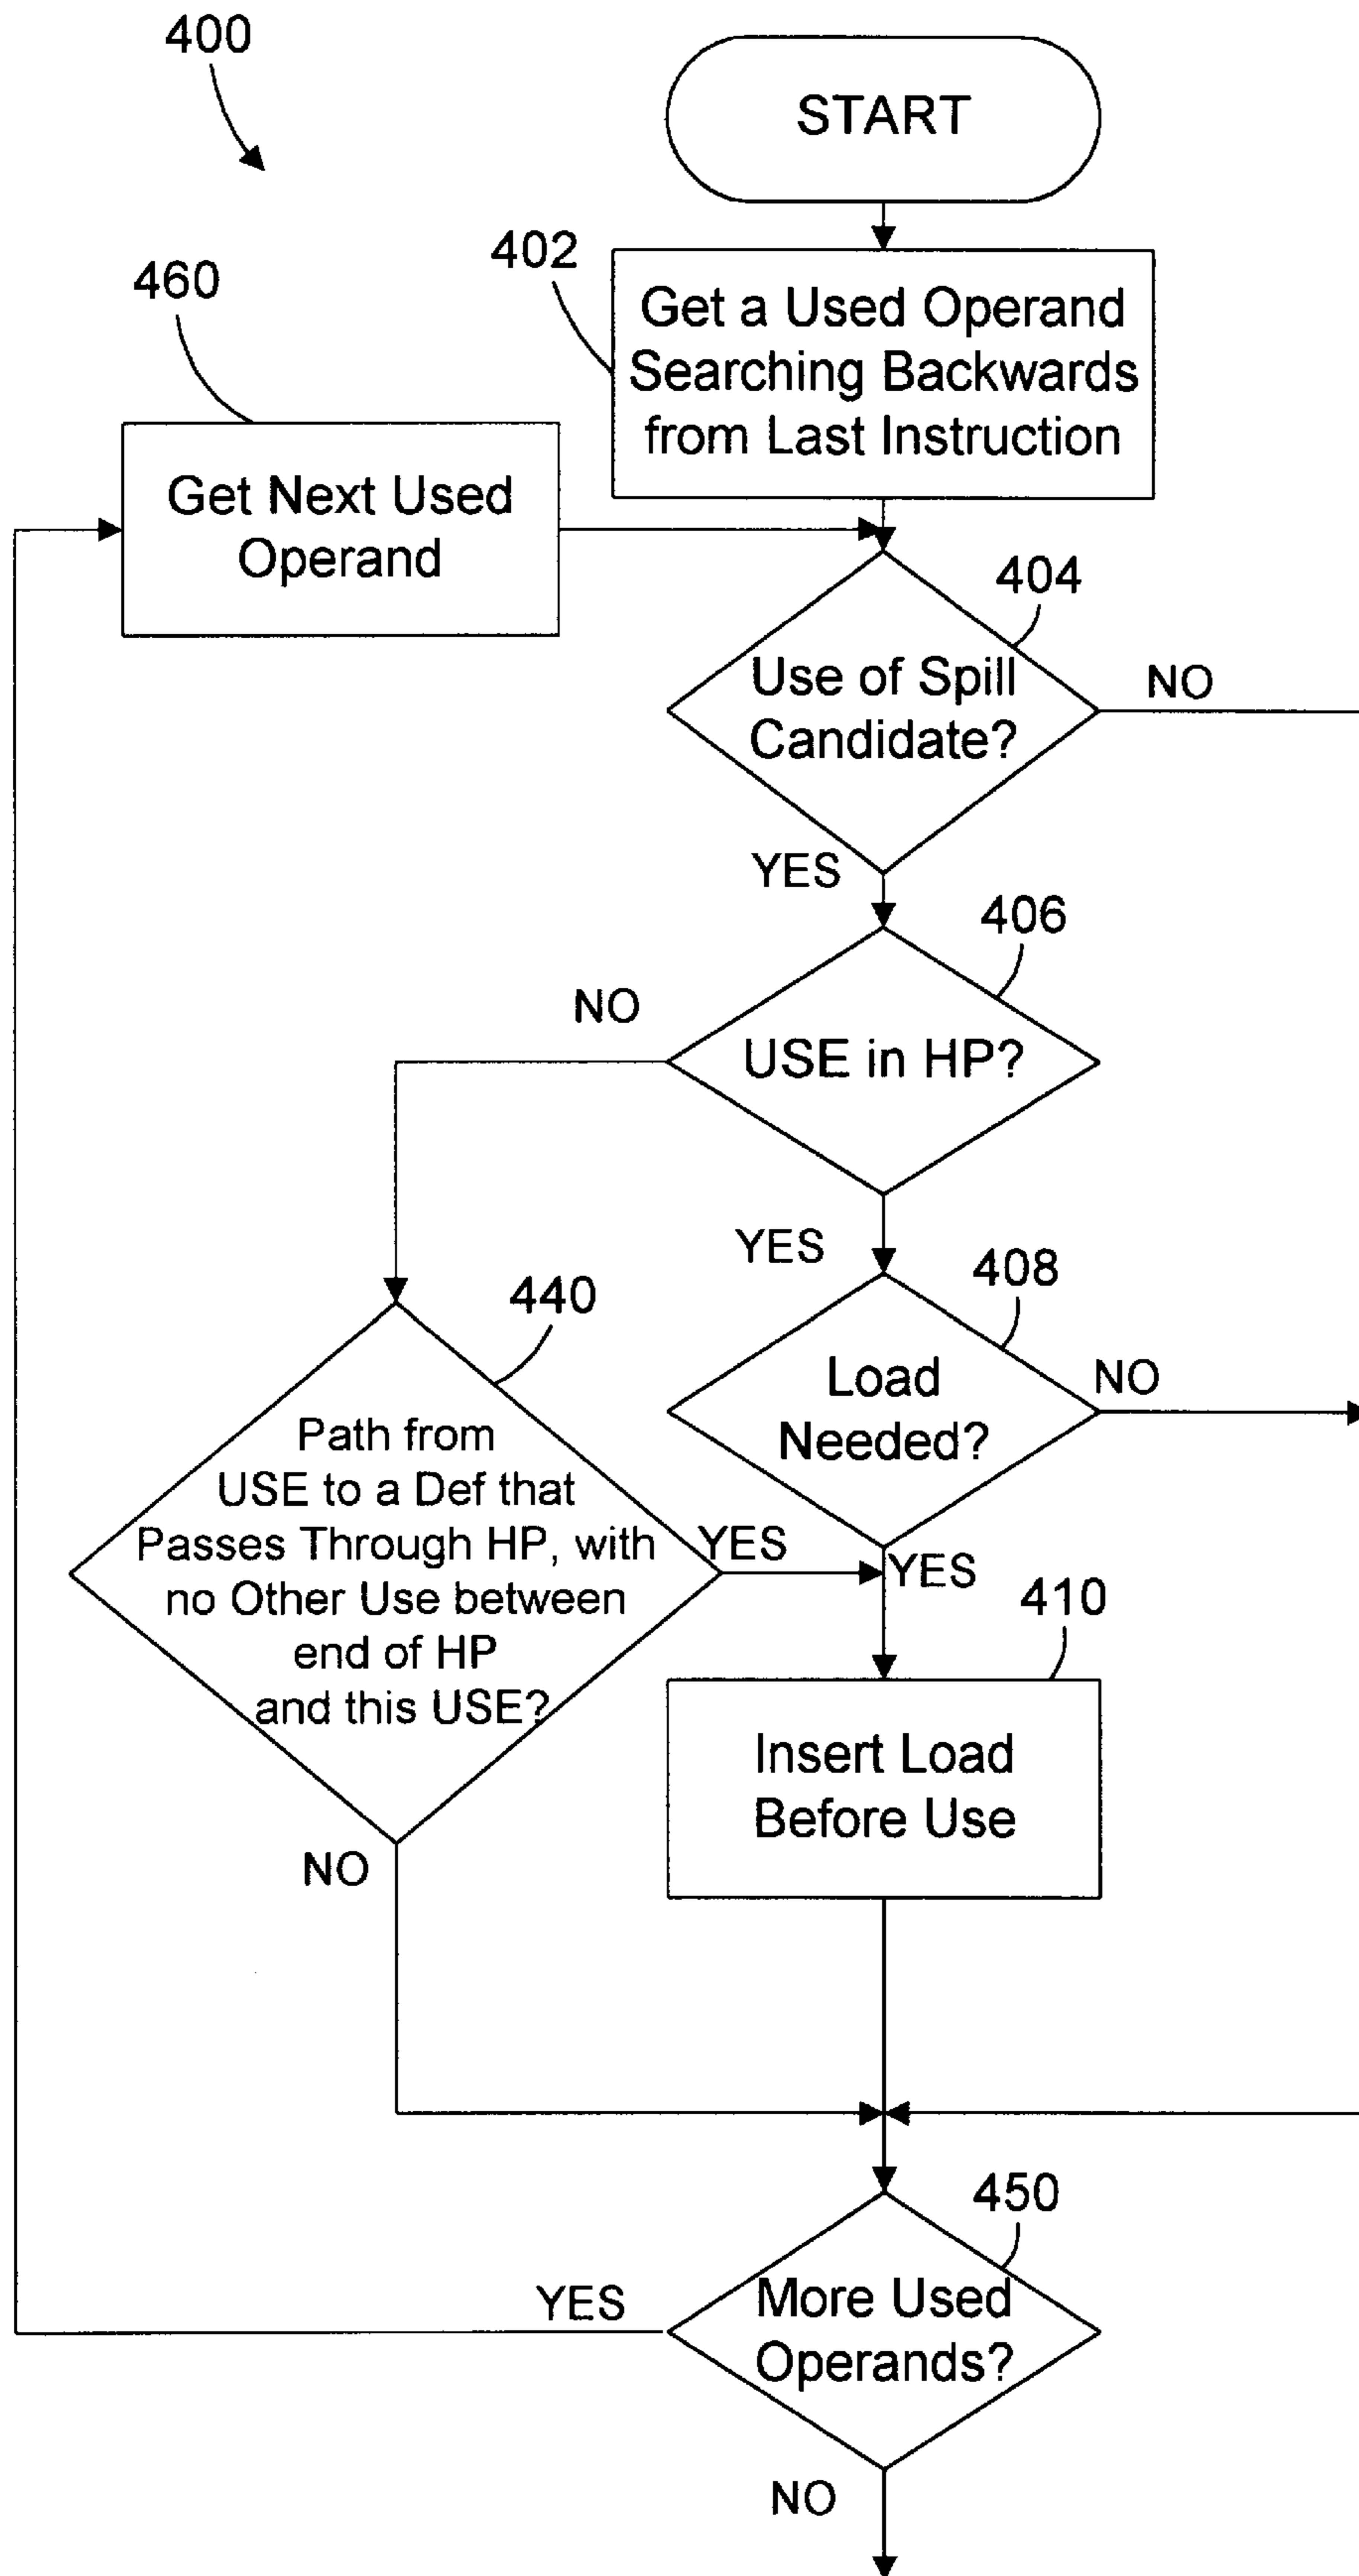 400
START
402
Get a Used Operand
Searching Backwards
from Last Instruction
460
Get Next Used
Operand
404
Use of Spill
Candidate?
NO
YES
406
NO
USE in HP?
YES
408
Load
Needed?
NO
440
Path from
USE to a Def that
Passes Through HP, with
no Other Use between
end of HP
and this USE?
YES
YES
410
Insert Load
Before Use
NO
450
More Used
Operands?
YES
NO